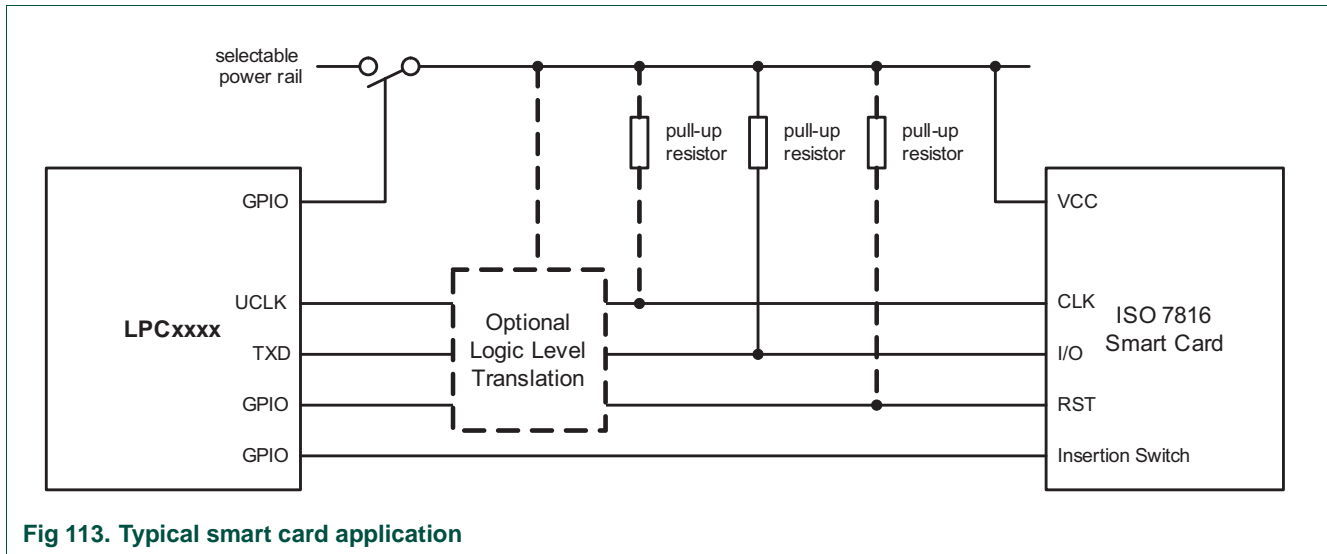 selectable
power rail
pull-up
resistor
pull-up
resistor
pull-up
resistor
GPIO
VCC
UCLK
CLK
LPCxxxx
Optional
Logic Level
Translation
ISO 7816
Smart Card
TXD
I/O
GPIO
RST
GPIO
Insertion Switch
Fig 113. Typical smart card application